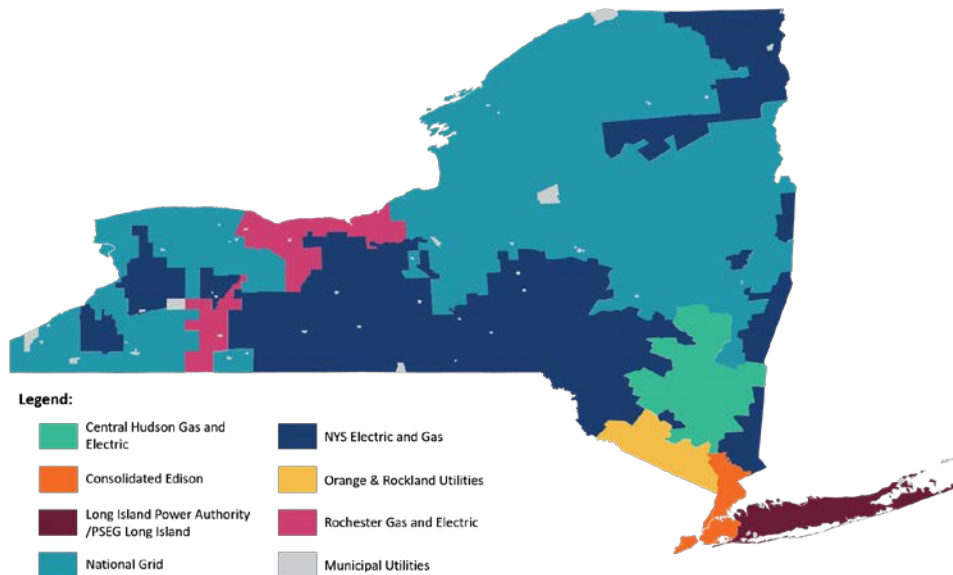 Legend:
Central Hudson Gas and
Electric
NYS Electric and Gas
Consolidated Edison
Orange & Rockland Utilities
Long Island Power Authority
/PSEG Long Island
Rochester Gas and Electric
National Grid
Municipal Utilities